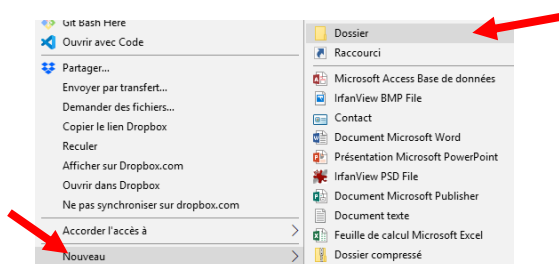 Git Bash Here
Ouvrir avec Code
Partager...
Envoyer par transfert...
Demander des fichiers...
Copier le lien Dropbox
Reculer
Afficher sur Dropbox.com
Ouvrir dans Dropbox
Ne pas synchroniser sur dropbox.com
Accorder l'accès à
Nouveau
Dossier
Raccourci
Microsoft Access Base de données
IrfanView BMP File
Contact
Document Microsoft Word
Présentation Microsoft PowerPoint
IrfanView PSD File
Document Microsoft Publisher
Document texte
Feuille de calcul Microsoft Excel
Dossier compressé